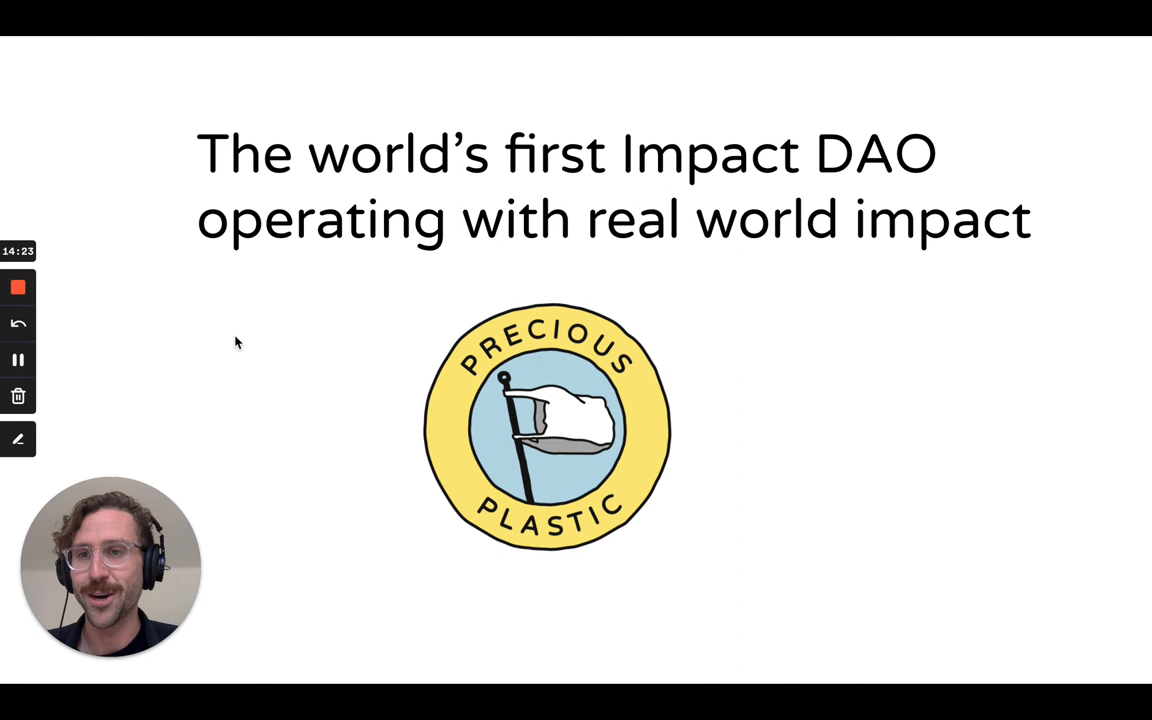 The world’s first Impact DAO
operating with real world impact
14:23
PRECIOUS
PLASTIC